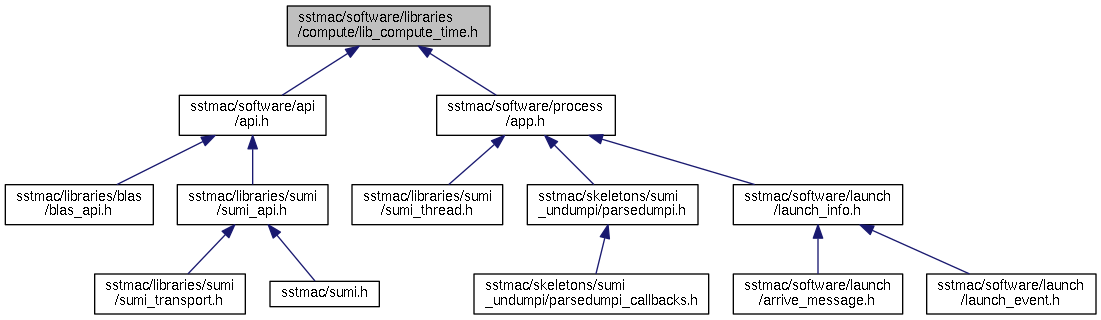 sstmac/software/libraries
/compute/lib_compute_time.h
sstmac/software/api
/api.h
sstmac/software/process
/app.h
sstmac/libraries/blas
/blas_api.h
sstmac/libraries/sumi
/sumi_api.h
sstmac/libraries/sumi
/sumi_thread.h
sstmac/skeletons/sumi
_undumpi/parsedumpi.h
sstmac/software/launch
/launch_info.h
sstmac/libraries/sumi
/sumi_transport.h
sstmac/sumi.h
sstmac/skeletons/sumi
_undumpi/parsedumpi_callbacks.h
sstmac/software/launch
/arrive_message.h
sstmac/software/launch
/launch_event.h